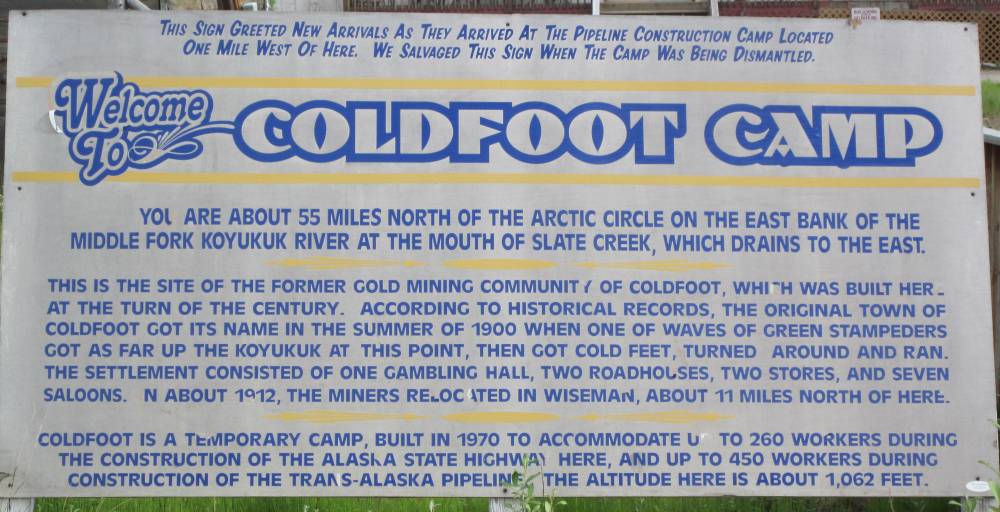 This Sign Greeted New Arrivals As They Arrived At The Pipeline Construction Camp Located
One Mile West Of Here. We Salvaged This Sign When The Camp Was Being Dismantled.
Welcome
To
COLDFOOT CAMP
YOU ARE ABOUT 55 MILES NORTH OF THE ARCTIC CIRCLE ON THE EAST BANK OF THE
MIDDLE FORK KOYUKUK RIVER AT THE MOUTH OF SLATE CREEK, WHICH DRAINS TO THE EAST.
THIS IS THE SITE OF THE FORMER GOLD MINING COMMUNITY OF COLDFOOT, WHICH WAS BUILT HERE
AT THE TURN OF THE CENTURY. ACCORDING TO HISTORICAL RECORDS, THE ORIGINAL TOWN OF
COLDFOOT GOT ITS NAME IN THE SUMMER OF 1900 WHEN ONE OF WAVES OF GREEN STAMPEDERS
GOT AS FAR UP THE KOYUKUK AT THIS POINT, THEN GOT COLD FEET, TURNED AROUND AND RAN.
THE SETTLEMENT CONSISTED OF ONE GAMBLING HALL, TWO ROADHOUSES, TWO STORES, AND SEVEN
SALOONS. N ABOUT 1912, THE MINERS RELOCATED IN WISEMAN, ABOUT 11 MILES NORTH OF HERE.
COLDFOOT IS A TEMPORARY CAMP, BUILT IN 1970 TO ACCOMMODATE UP TO 260 WORKERS DURING
THE CONSTRUCTION OF THE ALASKA STATE HIGHWAY HERE, AND UP TO 450 WORKERS DURING
CONSTRUCTION OF THE TRANS-ALASKA PIPELINE. THE ALTITUDE HERE IS ABOUT 1,062 FEET.